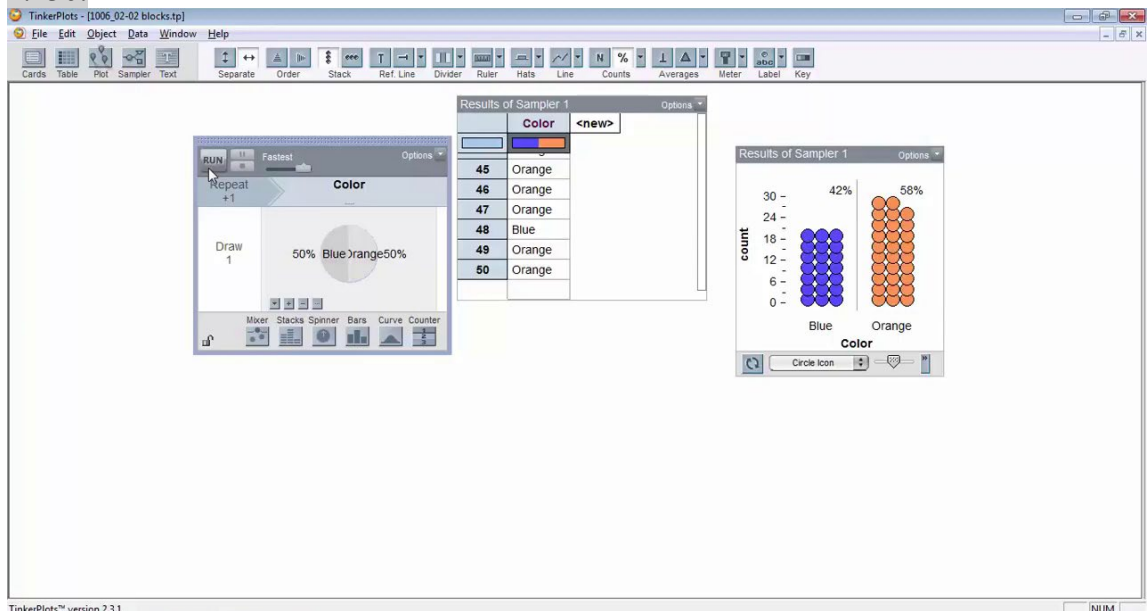 TinkerPlots - [1006_02-02 blocks.tp]
File Edit Object Data Window Help
Cards Table Plot Sampler Text Separate Order Stack Ref. Line Divider Ruler Hats Line Counts Averages Meter Label Key
N % abc
Results of Sampler 1 Options
Color <new>
45 Orange
46 Orange
47 Orange
48 Blue
49 Orange
50 Orange
RUN Fastest Options
Repeat Color
+1
Draw
1
50% Blue Orange 50%
Mixer Stacks Spinner Bars Curve Counter
Results of Sampler 1 Options
42% 58%
30
24
18
12
6
0
count
Blue Orange
Color
Circle Icon
TinkerPlots™ version 2.3.1 NUM